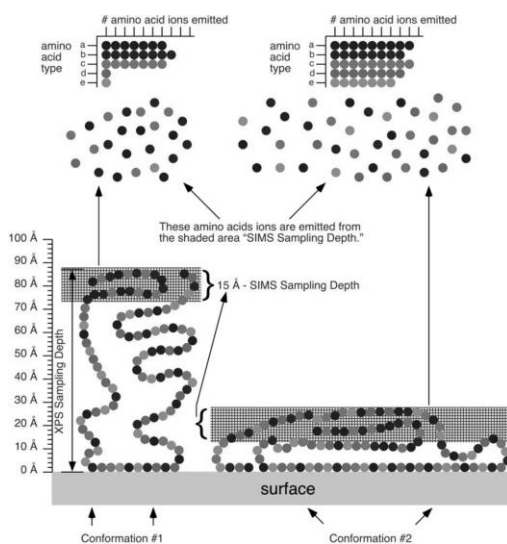 # amino acid ions emitted
# amino acid ions emitted
amino
acid
type
a
b
c
d
e
amino
acid
type
a
b
c
d
e
These amino acids ions are emitted from
the shaded area "SIMS Sampling Depth."
100 Å
90 Å
80 Å
70 Å
60 Å
50 Å
40 Å
30 Å
20 Å
10 Å
0 Å
XPS Sampling Depth
15 Å - SIMS Sampling Depth
surface
Conformation #1
Conformation #2